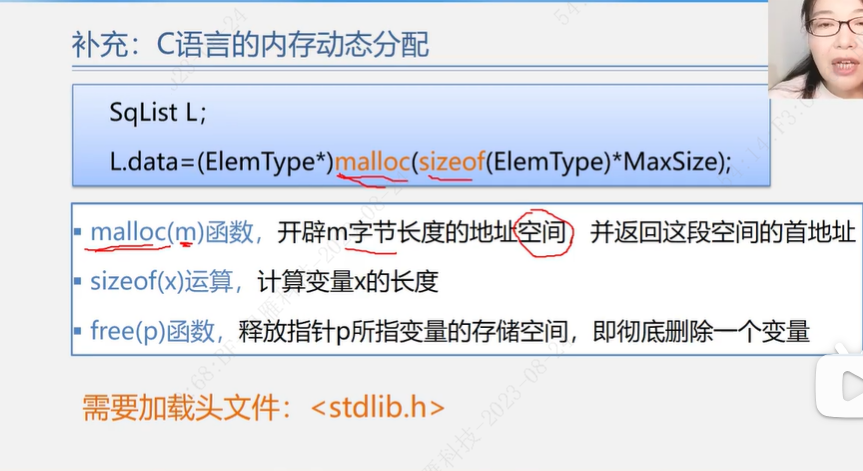 补充：C语言的内存动态分配
SqList L;
L.data=(ElemType*)malloc(sizeof(ElemType)*MaxSize);
▪ malloc(m)函数，开辟m字节长度的地址空间，并返回这段空间的首地址
▪ sizeof(x)运算，计算变量x的长度
▪ free(p)函数，释放指针p所指变量的存储空间，即彻底删除一个变量
需要加载头文件：<stdlib.h>